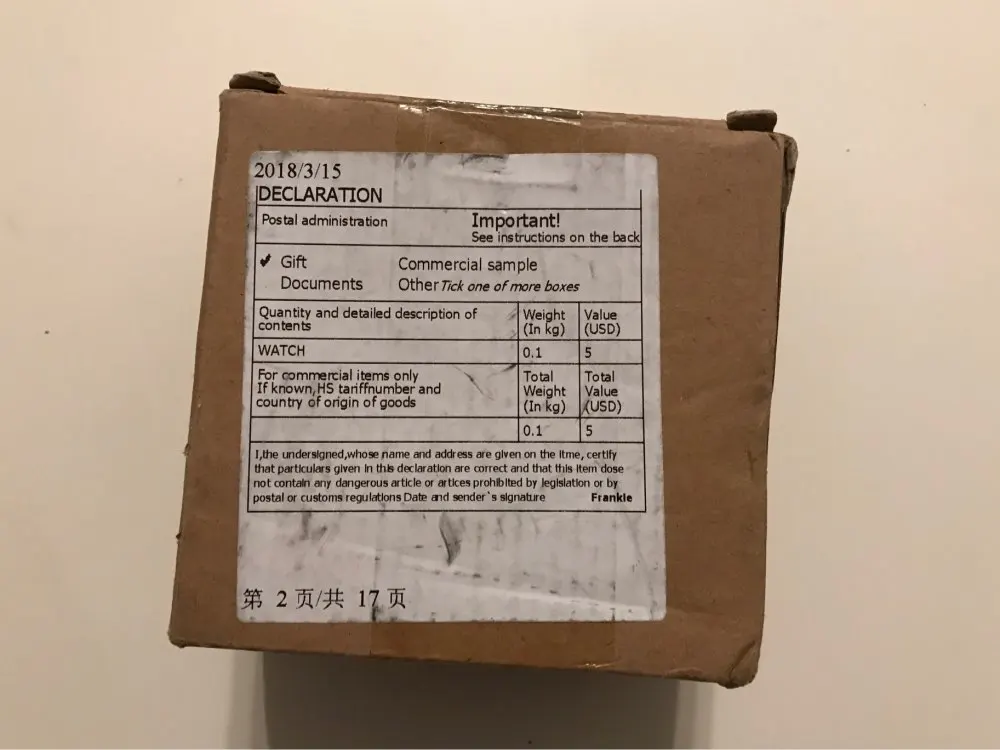 2018/3/15
DECLARATION
Postal administration
Important!
See instructions on the back
✔ Gift
Commercial sample
Documents
Other Tick one of more boxes
Quantity and detailed description of
contents
Weight
(In kg)
Value
(USD)
WATCH
0.1
5
For commercial items only
If known,HS tariffnumber and
country of origin of goods
Total
Weight
(In kg)
Total
Value
(USD)
0.1
5
I,the undersigned,whose name and address are given on the itme, certify
that particulars given in this declaration are correct and that this item dose
not contain any dangerous article or artices prohibited by legislation or by
postal or customs regulations Date and sender`s signature
Frankie
第 2 页/共 17 页